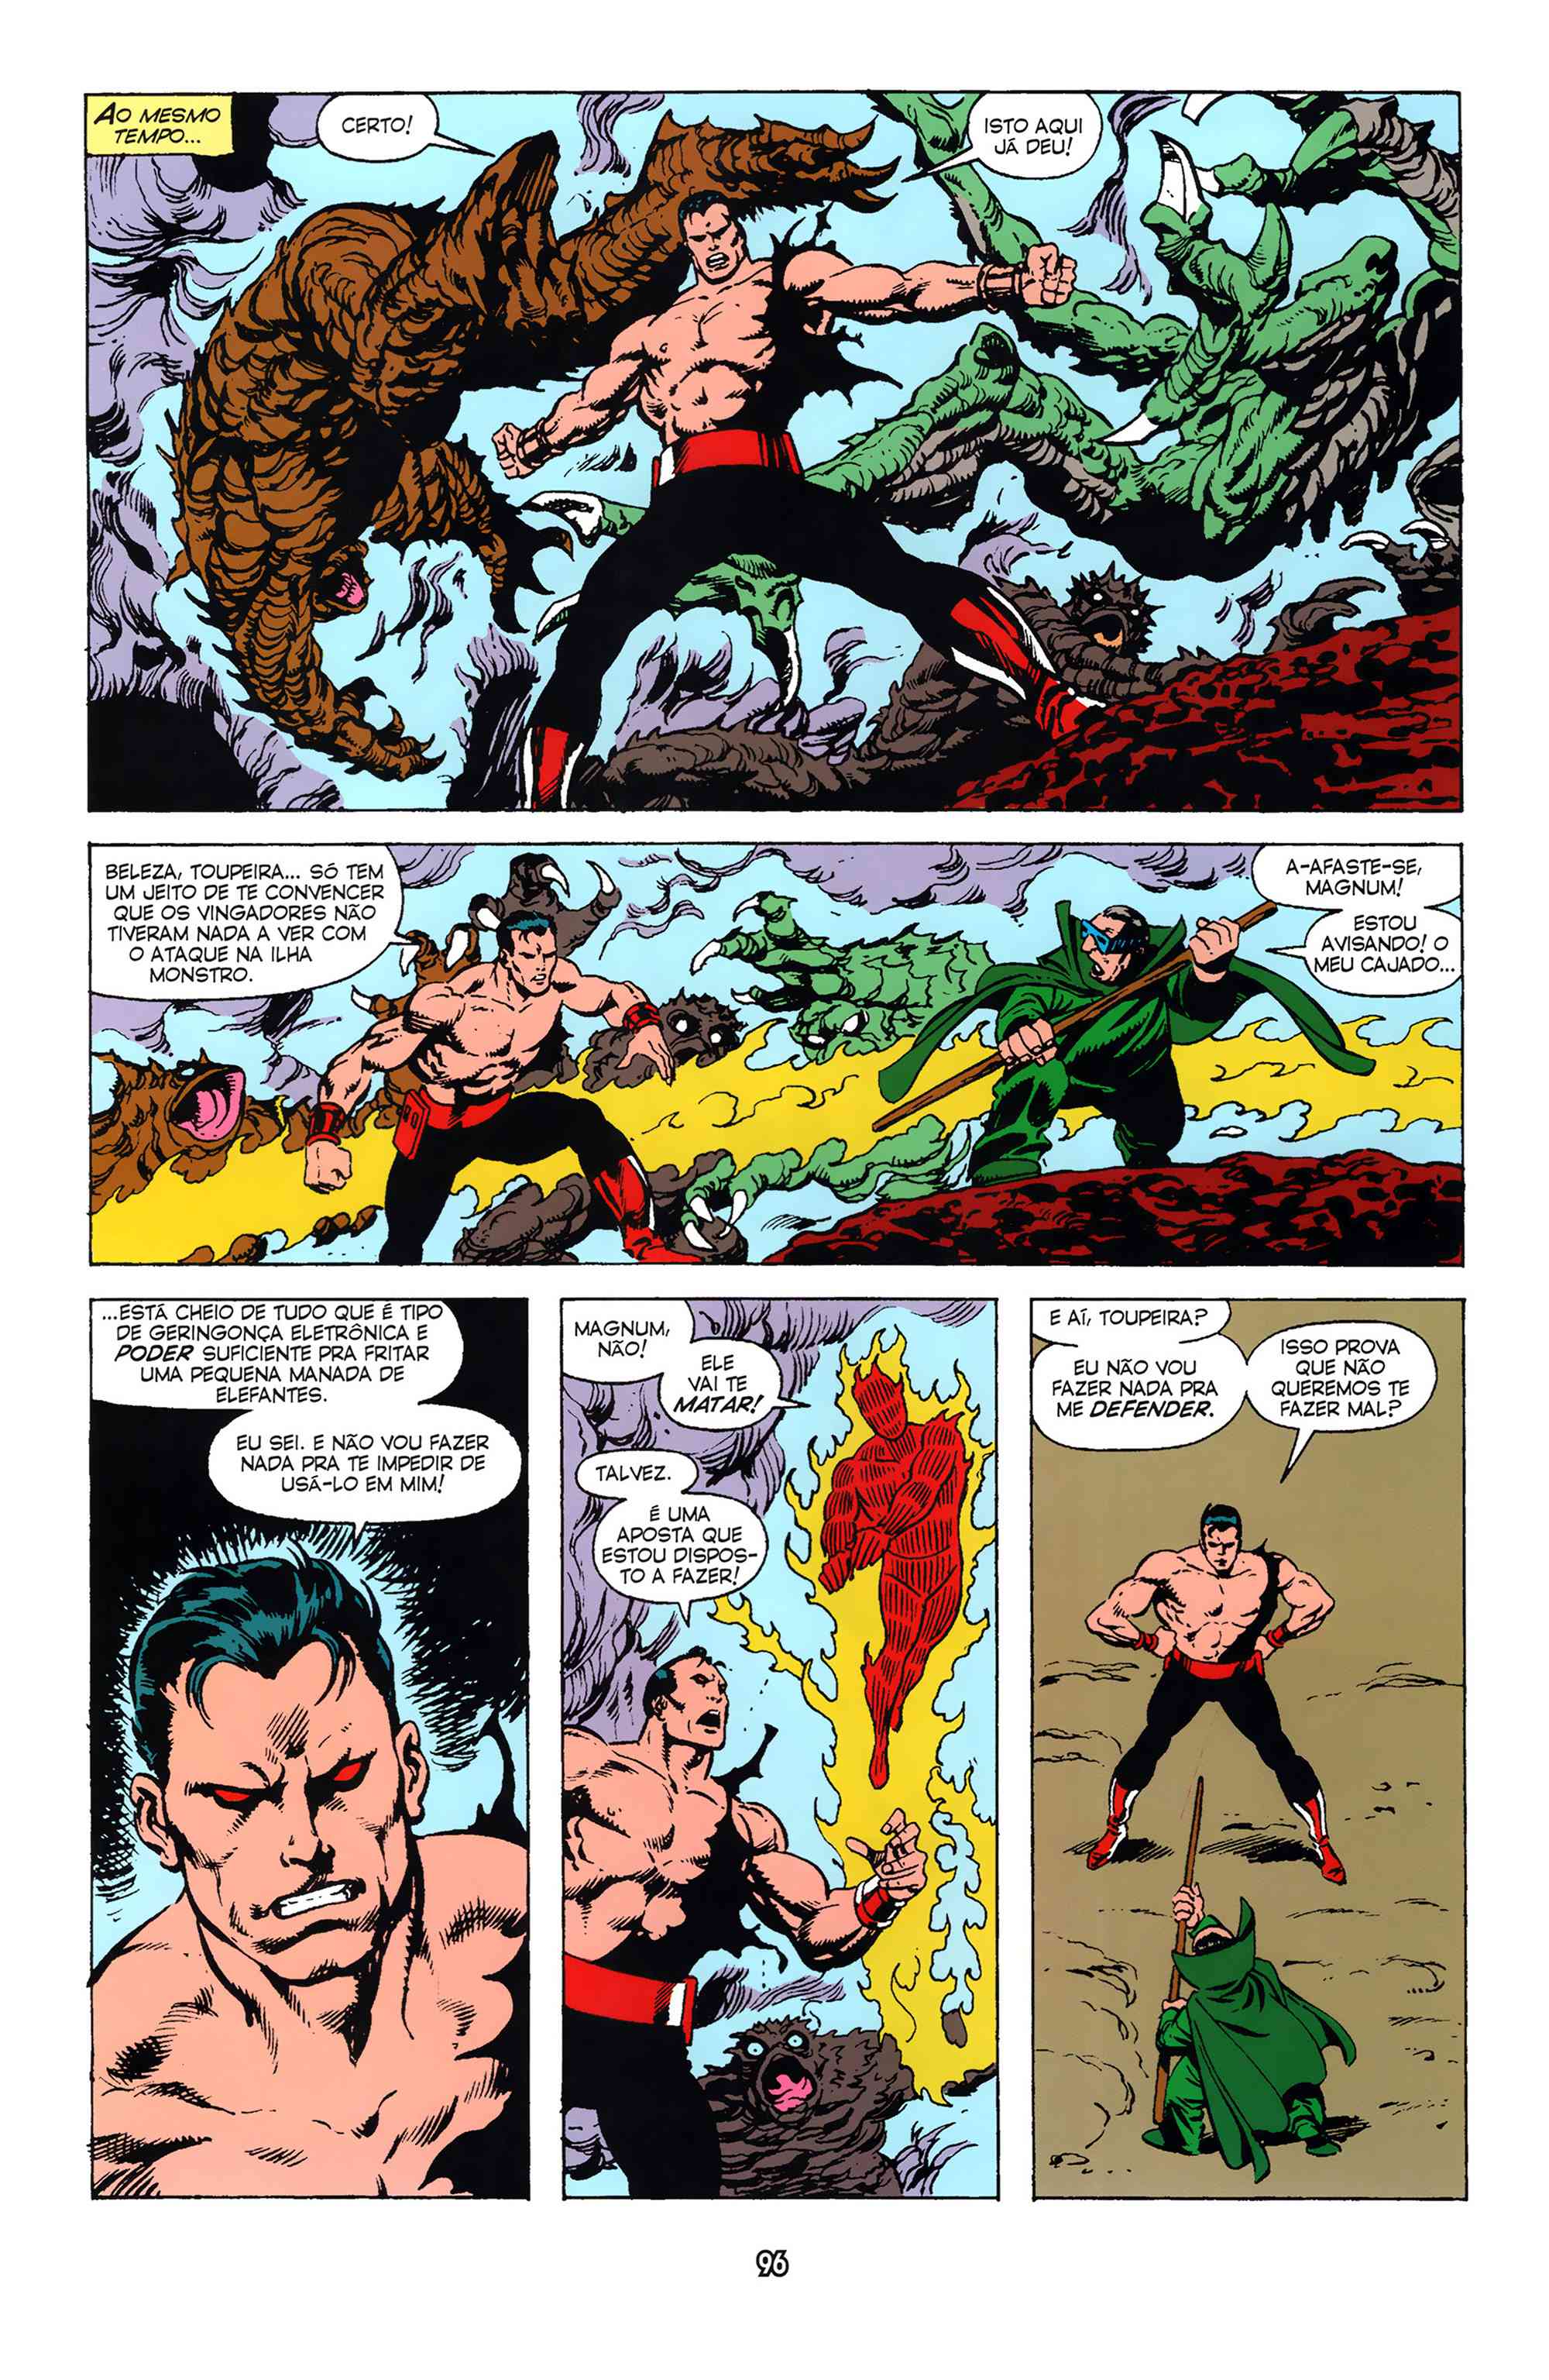 AO MESMO
TEMPO...
CERTO!
ISTO AQUI
JÁ DEU!
BELEZA, TOUPEIRA... SÓ TEM
UM JEITO DE TE CONVENCER
QUE OS VINGADORES NÃO
TIVERAM NADA A VER COM
O ATAQUE NA ILHA
MONSTRO.
A-AFASTE-SE,
MAGNUM!
ESTOU
AVISANDO! O
MEU CAJADO...
...ESTÁ CHEIO DE TUDO QUE É TIPO
DE GERINGONÇA ELETRÔNICA E
PODER SUFICIENTE PRA FRITAR
UMA PEQUENA MANADA DE
ELEFANTES.
EU SEI. E NÃO VOU FAZER
NADA PRA TE IMPEDIR DE
USÁ-LO EM MIM!
MAGNUM,
NÃO!
ELE
VAI TE
MATAR!
TALVEZ.
É UMA
APOSTA QUE
ESTOU DISPOS-
TO A FAZER!
E AÍ, TOUPEIRA?
EU NÃO VOU
FAZER NADA PRA
ME DEFENDER.
ISSO PROVA
QUE NÃO
QUEREMOS TE
FAZER MAL?
96